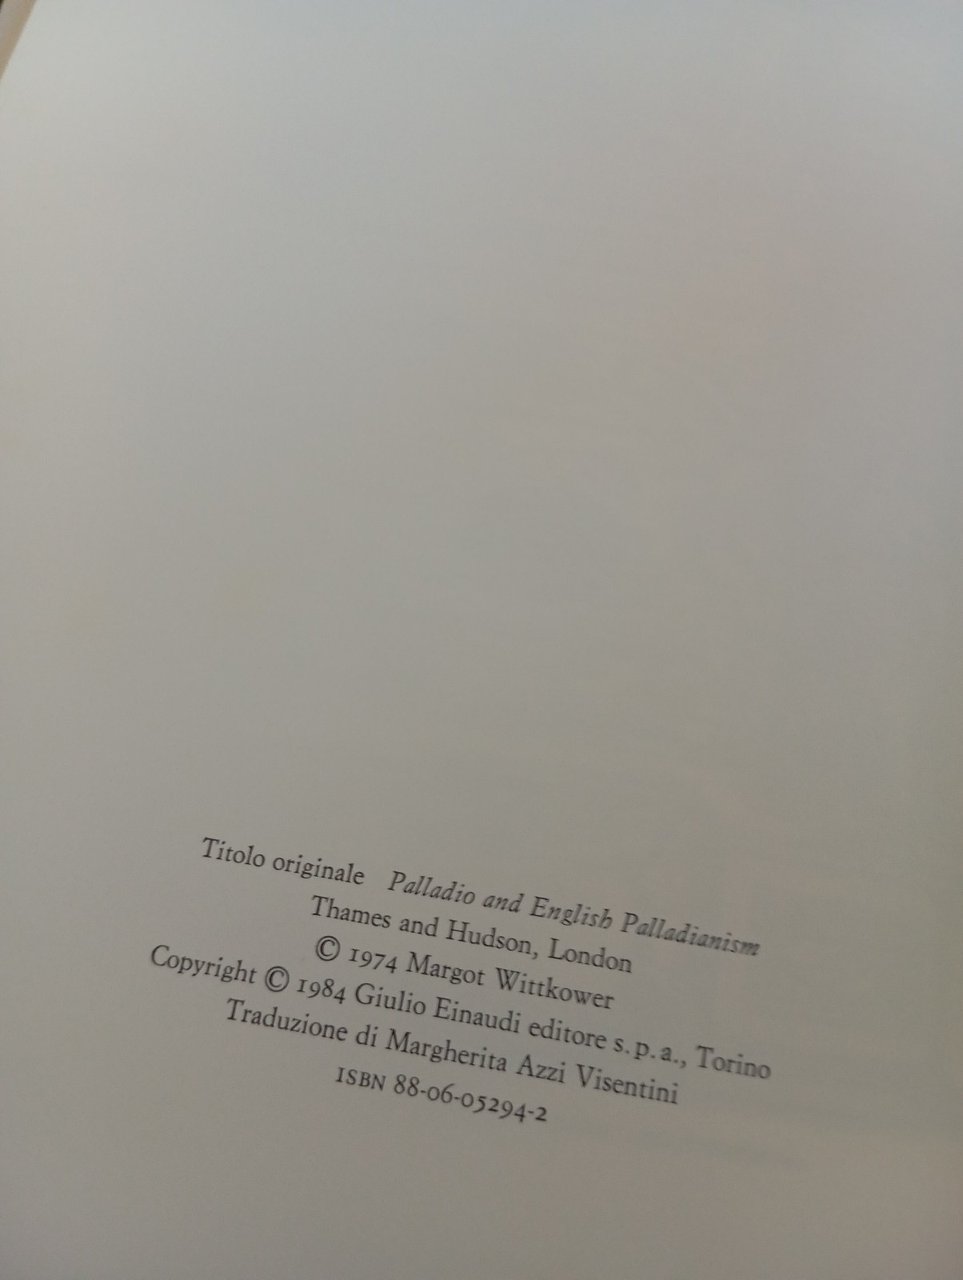 Titolo originale Palladio and English Palladianism
Thames and Hudson, London
© 1974 Margot Wittkower
Copyright © 1984 Giulio Einaudi editore s.p.a., Torino
Traduzione di Margherita Azzi Visentini
ISBN 88-06-05294-2